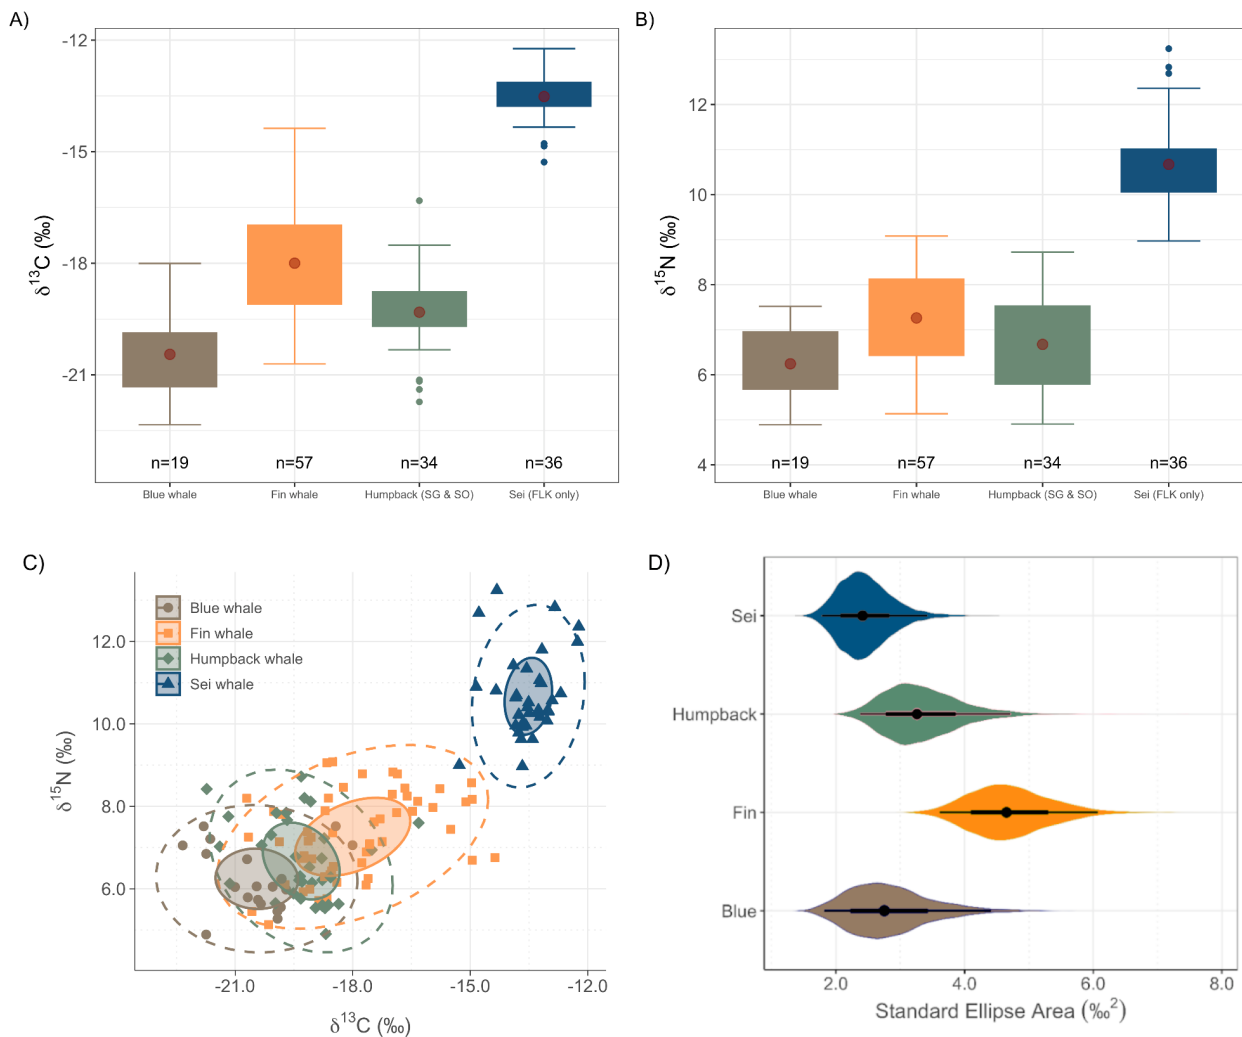 A)
-12
-15
-18
-21
δ13C (‰)
n=19 n=57 n=34 n=36
Blue whale Fin whale Humpback (SG & SO) Sei (FLK only)
B)
12
10
8
6
4
δ15N (‰)
n=19 n=57 n=34 n=36
Blue whale Fin whale Humpback (SG & SO) Sei (FLK only)
C)
Blue whale
Fin whale
Humpback whale
Sei whale
12.0
10.0
8.0
6.0
δ15N (‰)
-21.0 -18.0 -15.0 -12.0
δ13C (‰)
D)
Sei
Humpback
Fin
Blue
2.0 4.0 6.0 8.0
Standard Ellipse Area (‰2)